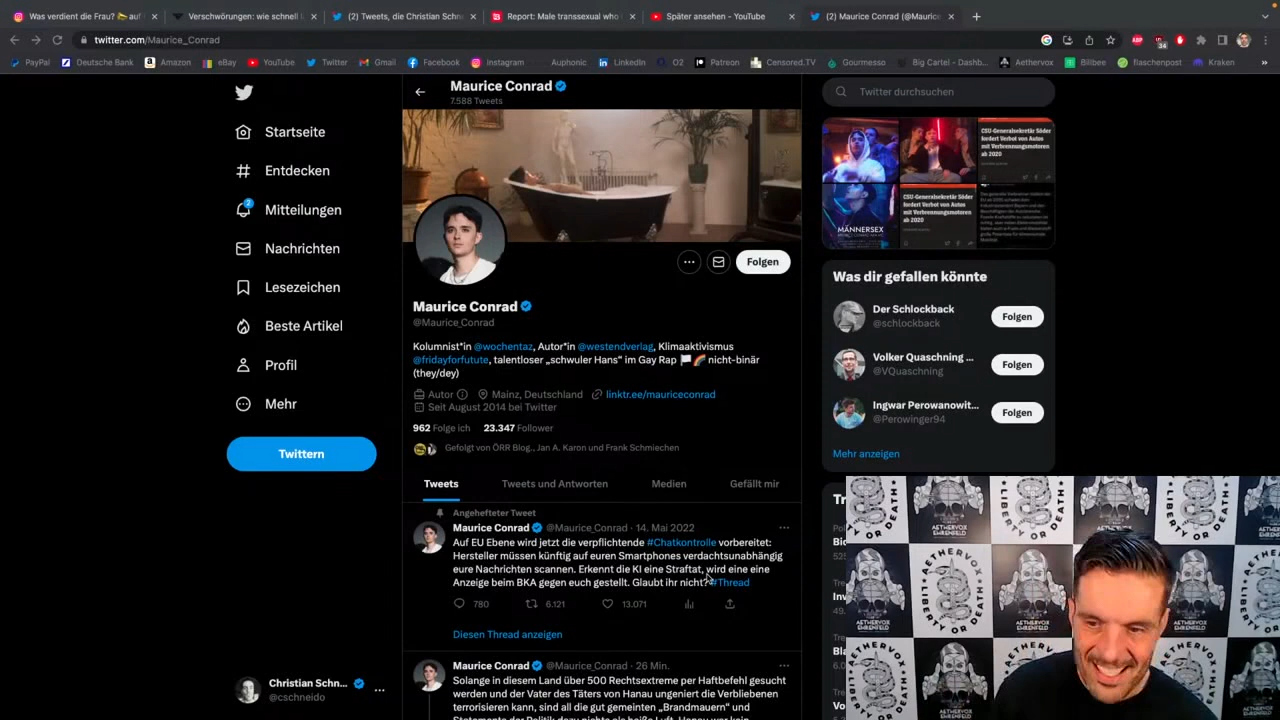 Was verdient die Frau?
Verschwörungen: wie schnell
(2) Tweets, die Christian Schn
Report: Male transsexual who
Später ansehen - YouTube
(2) Maurice Conrad (@Mauric
twitter.com/Maurice_Conrad
PayPal
Deutsche Bank
Amazon
eBay
YouTube
Twitter
Gmail
Facebook
Instagram
Auphonic
LinkedIn
O2
Patreon
Censored.TV
Gourmesso
Big Cartel - Dashb...
Aethervox
Billbee
flaschenpost
Kraken
Startseite
Entdecken
2
Mitteilungen
Nachrichten
Lesezeichen
Beste Artikel
Profil
Mehr
Twittern
Christian Schn...
@cschneido
Maurice Conrad
7.588 Tweets
Folgen
Maurice Conrad
@Maurice_Conrad
Kolumnist*in @wochentaz, Autor*in @westendverlag, Klimaaktivismus
@fridayforfutute, talentloser „schwuler Hans“ im Gay Rap 🏳️🌈 nicht-binär
(they/dey)
Autor
Mainz, Deutschland
linktr.ee/mauriceconrad
Seit August 2014 bei Twitter
962 Folge ich 23.347 Follower
Gefolgt von ÖRR Blog., Jan A. Karon und Frank Schmiechen
Tweets
Tweets und Antworten
Medien
Gefällt mir
Angehefteter Tweet
Maurice Conrad @Maurice_Conrad · 14. Mai 2022
Auf EU Ebene wird jetzt die verpflichtende #Chatkontrolle vorbereitet:
Hersteller müssen künftig auf euren Smartphones verdachtsunabhängig
eure Nachrichten scannen. Erkennt die KI eine Straftat, wird eine eine
Anzeige beim BKA gegen euch gestellt. Glaubt ihr nicht? #Thread
780
6.121
13.071
Diesen Thread anzeigen
Maurice Conrad @Maurice_Conrad · 26 Min.
Solange in diesem Land über 500 Rechtsextreme per Haftbefehl gesucht
werden und der Vater des Täters von Hanau ungeniert die Verbliebenen
terrorisieren kann, sind all die gut gemeinten „Brandmauern“ und
Twitter durchsuchen
CSU-Generalsekretär Söder
fordert Verbot von Autos
mit Verbrennungsmotoren
ab 2020
MÄNNERSEX
CSU-Generalsekretär Söder
fordert Verbot von Autos
mit Verbrennungsmotoren
ab 2020
Was dir gefallen könnte
Der Schlockback
@schlockback
Folgen
Volker Quaschning ...
@VQuaschning
Folgen
Ingwar Perowanowit...
@Perowinger94
Folgen
Mehr anzeigen
AETHERVOX
EHRENFELD
LIBERTY OR DEATH